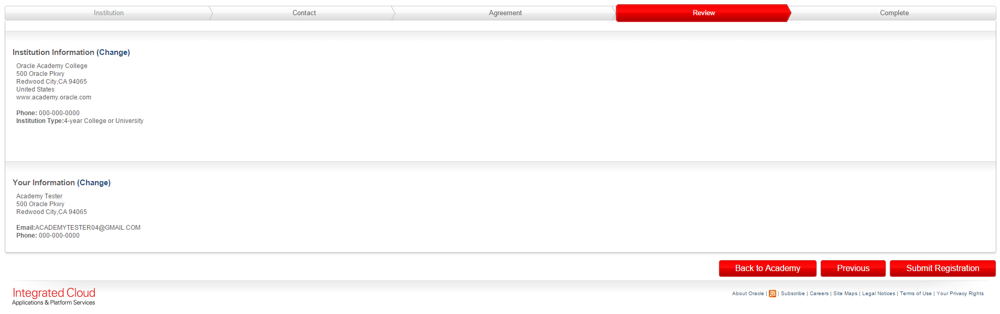 Institution
Contact
Agreement
Review
Complete
Institution Information (Change)
Oracle Academy College
500 Oracle Pkwy
Redwood City,CA 94065
United States
www.academy.oracle.com
Phone: 000-000-0000
Institution Type:4-year College or University
Your Information (Change)
Academy Tester
500 Oracle Pkwy
Redwood City,CA 94065
Email:ACADEMYTESTER04@GMAIL.COM
Phone: 000-000-0000
Back to Academy
Previous
Submit Registration
Integrated Cloud
Applications & Platform Services
About Oracle | | Subscribe | Careers | Site Maps | Legal Notices | Terms of Use | Your Privacy Rights